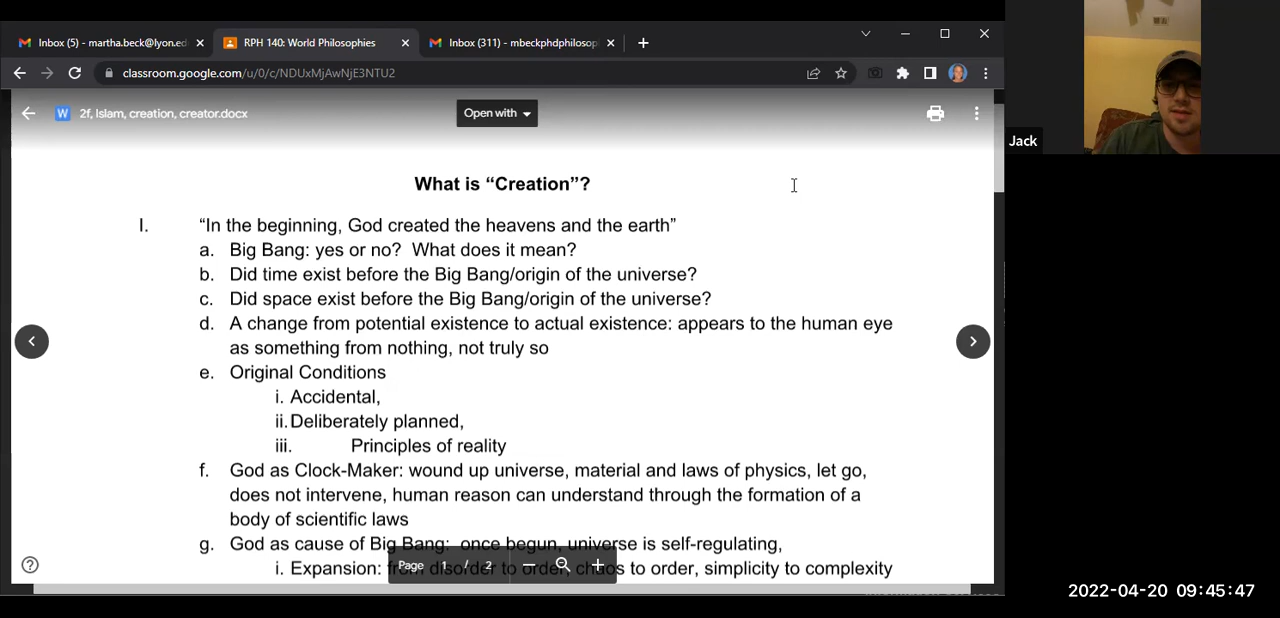 Inbox (5) - martha.beck@lyon.ed
RPH 140: World Philosophies
Inbox (311) - mbeckphdphilosop
classroom.google.com/u/0/c/NDUxMjAwNjE3NTU2
W 2f, Islam, creation, creator.docx
Open with
Jack
What is “Creation”?
I. “In the beginning, God created the heavens and the earth”
a. Big Bang: yes or no? What does it mean?
b. Did time exist before the Big Bang/origin of the universe?
c. Did space exist before the Big Bang/origin of the universe?
d. A change from potential existence to actual existence: appears to the human eye
as something from nothing, not truly so
e. Original Conditions
i. Accidental,
ii. Deliberately planned,
iii. Principles of reality
f. God as Clock-Maker: wound up universe, material and laws of physics, let go,
does not intervene, human reason can understand through the formation of a
body of scientific laws
g. God as cause of Big Bang: once begun, universe is self-regulating,
Page 1 / 2
i. Expansion: from disorder to order, chaos to order, simplicity to complexity
2022-04-20 09:45:47